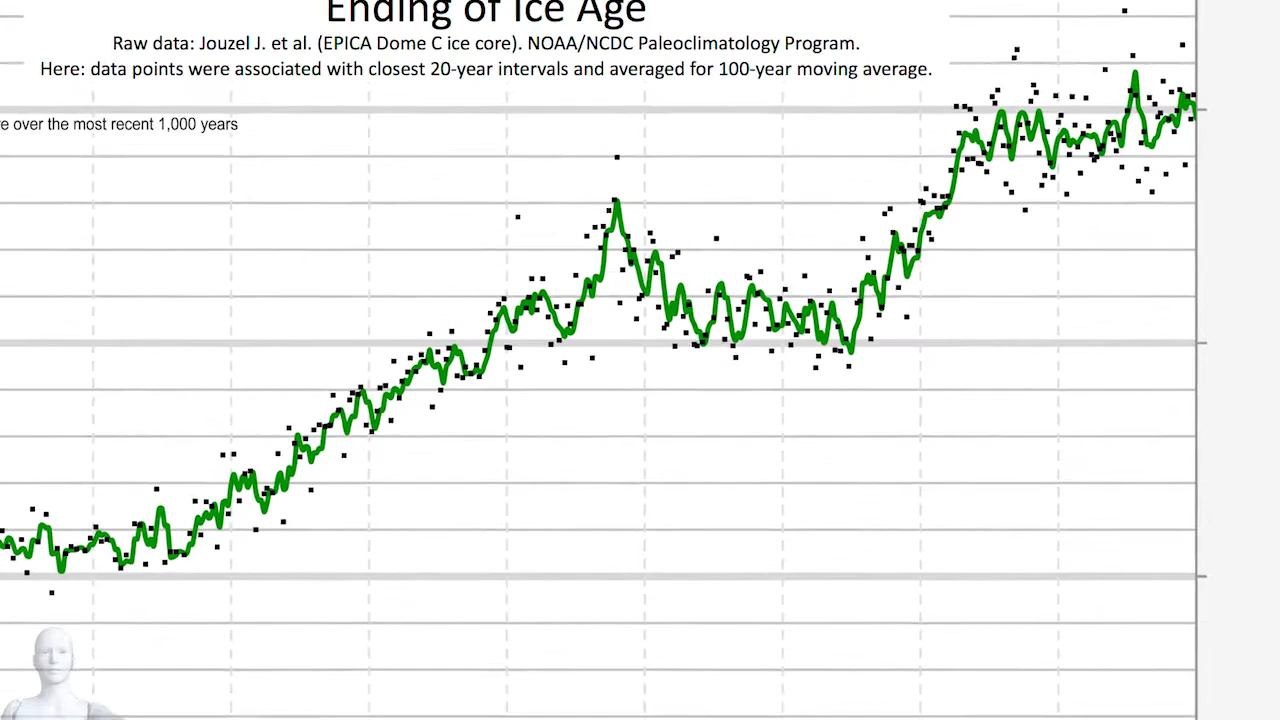 Ending of Ice Age
Raw data: Jouzel J. et al. (EPICA Dome C ice core). NOAA/NCDC Paleoclimatology Program.
Here: data points were associated with closest 20-year intervals and averaged for 100-year moving average.
over the most recent 1,000 years